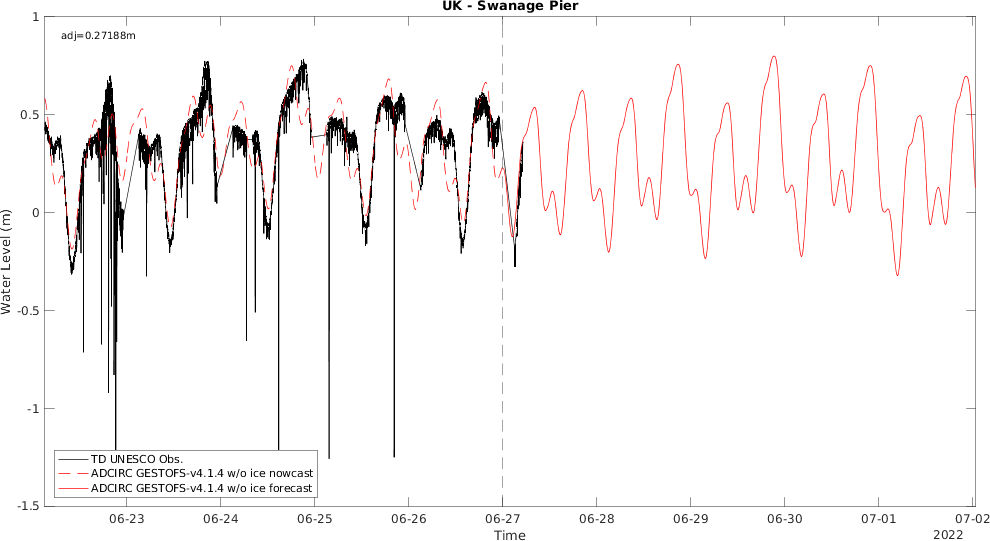 UK - Swanage Pier
adj=0.27188m
1
0.5
0
-0.5
-1
-1.5
Water Level (m)
TD UNESCO Obs.
ADCIRC GESTOFS-v4.1.4 w/o ice nowcast
ADCIRC GESTOFS-v4.1.4 w/o ice forecast
06-23 06-24 06-25 06-26 06-27 06-28 06-29 06-30 07-01 07-02
Time
2022